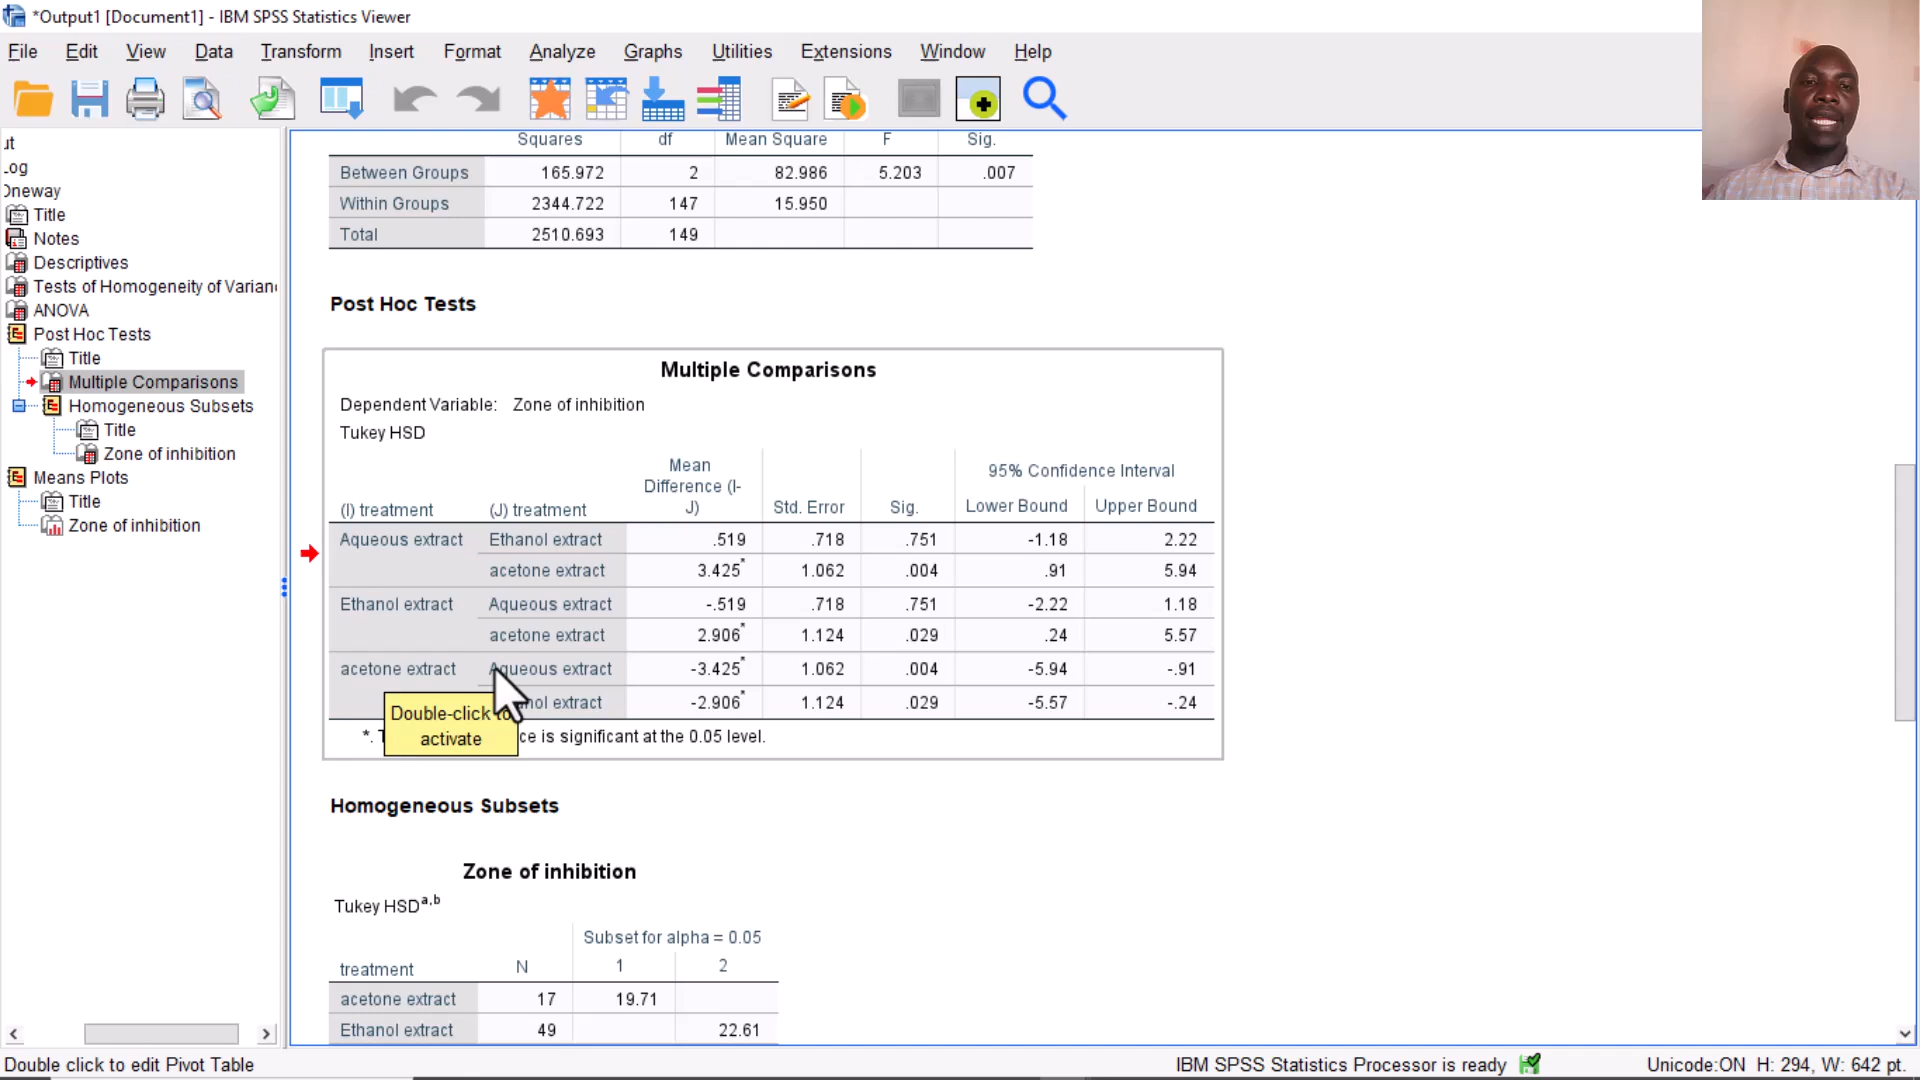 *Output1 [Document1] - IBM SPSS Statistics Viewer
File Edit View Data Transform Insert Format Analyze Graphs Utilities Extensions Window Help
Title
Notes
Descriptives
Tests of Homogeneity of Varian
ANOVA
Post Hoc Tests
Title
Multiple Comparisons
Homogeneous Subsets
Title
Zone of inhibition
Means Plots
Title
Zone of inhibition
Squares df Mean Square F Sig.
Between Groups 165.972 2 82.986 5.203 .007
Within Groups 2344.722 147 15.950
Total 2510.693 149
Post Hoc Tests
Multiple Comparisons
Dependent Variable: Zone of inhibition
Tukey HSD
Mean
Difference (I-
J)
95% Confidence Interval
(I) treatment (J) treatment Std. Error Sig. Lower Bound Upper Bound
Aqueous extract Ethanol extract .519 .718 .751 -1.18 2.22
acetone extract 3.425* 1.062 .004 .91 5.94
Ethanol extract Aqueous extract -.519 .718 .751 -2.22 1.18
acetone extract 2.906* 1.124 .029 .24 5.57
acetone extract Aqueous extract -3.425* 1.062 .004 -5.94 -.91
extract -2.906* 1.124 .029 -5.57 -.24
Double-click to
activate
*. is significant at the 0.05 level.
Homogeneous Subsets
Zone of inhibition
Tukey HSDa,b
Subset for alpha = 0.05
treatment N 1 2
acetone extract 17 19.71
Ethanol extract 49 22.61
Double click to edit Pivot Table
IBM SPSS Statistics Processor is ready
Unicode:ON H: 294, W: 642 pt.